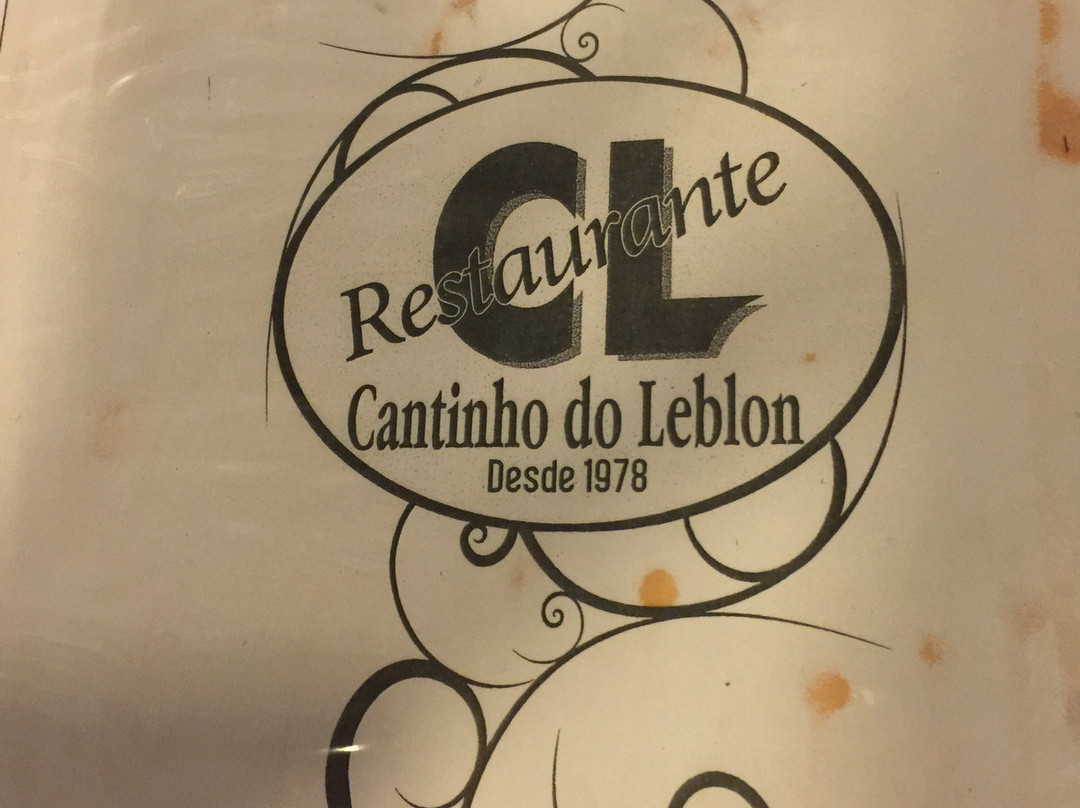 CL
Restaurante
Cantinho do Leblon
Desde 1978